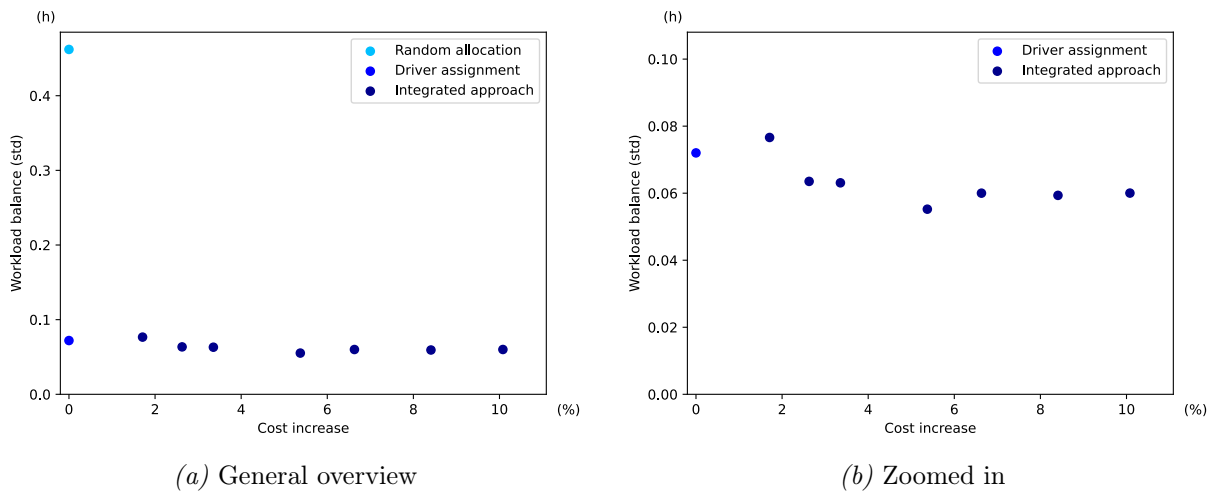 (h)
Random allocation
Driver assignment
Integrated approach
0.4
0.3
0.2
0.1
0.0
Workload balance (std)
0 2 4 6 8 10 (%)
Cost increase
(a) General overview
(h)
Driver assignment
Integrated approach
0.10
0.08
0.06
0.04
0.02
0.00
Workload balance (std)
0 2 4 6 8 10 (%)
Cost increase
(b) Zoomed in